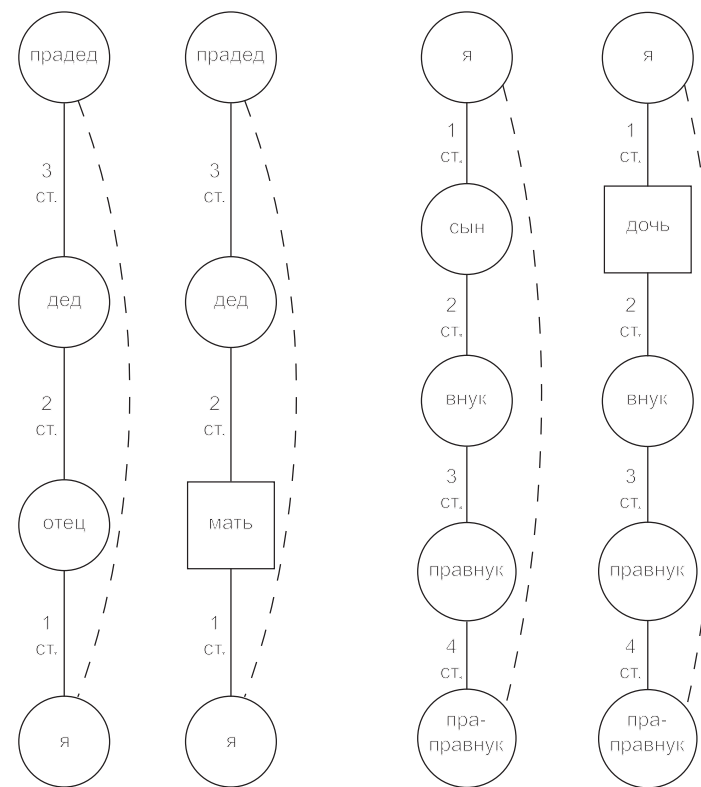 прадед
3
ст.
дед
2
ст.
отец
1
ст.
я
прадед
3
ст.
дед
2
ст.
мать
1
ст.
я
я
1
ст.
сын
2
ст.
внук
3
ст.
правнук
4
ст.
пра-
правнук
я
1
ст.
дочь
2
ст.
внук
3
ст.
правнук
4
ст.
пра-
правнук